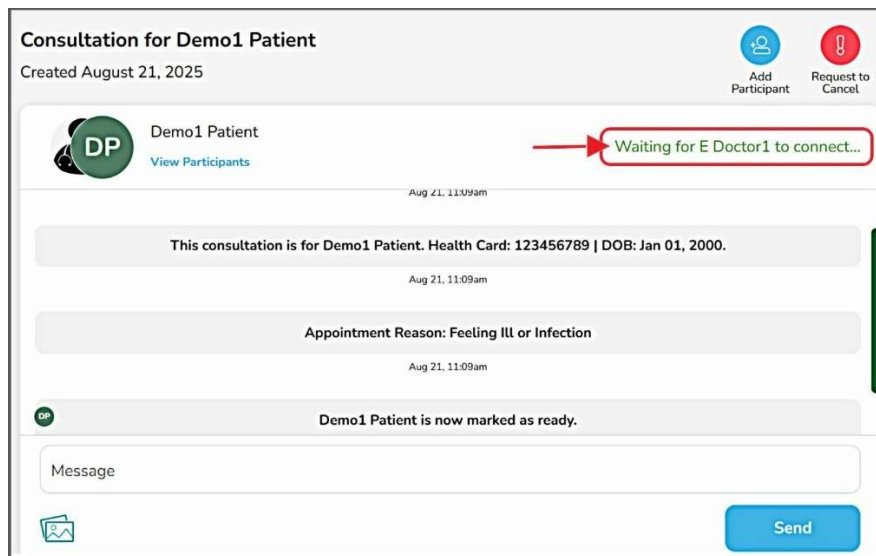 Consultation for Demo1 Patient
Created August 21, 2025
Add
Participant
Request to
Cancel
DP
Demo1 Patient
View Participants
Waiting for E Doctor1 to connect...
Aug 21, 11:09am
This consultation is for Demo1 Patient. Health Card: 123456789 | DOB: Jan 01, 2000.
Aug 21, 11:09am
Appointment Reason: Feeling Ill or Infection
Aug 21, 11:09am
DP
Demo1 Patient is now marked as ready.
Message
Send